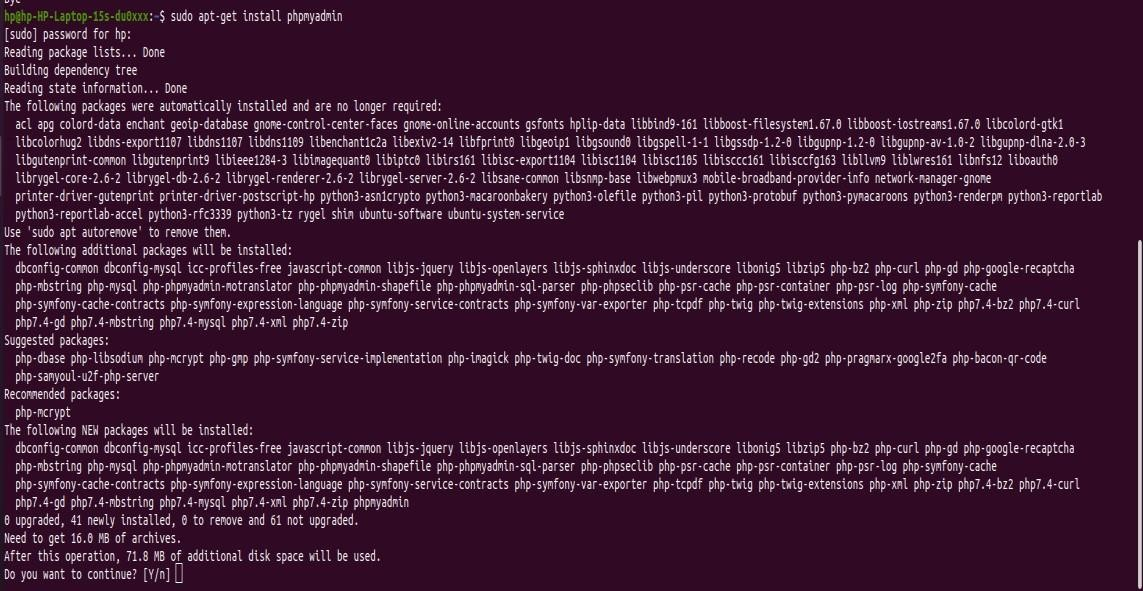 Bye
hp@hp-HP-Laptop-15s-du0xxx:~$ sudo apt-get install phpmyadmin
[sudo] password for hp:
Reading package lists... Done
Building dependency tree
Reading state information... Done
The following packages were automatically installed and are no longer required:
acl apg colord-data enchant geoip-database gnome-control-center-faces gnome-online-accounts gsfonts hplip-data libbind9-161 libboost-filesystem1.67.0 libboost-iostreams1.67.0 libcolord-gtk1
libcolorhug2 libdns-export1107 libdns1107 libdns1109 libenchant1c2a libexiv2-14 libfprint0 libgeoip1 libgsound0 libgspell-1-1 libgssdp-1.2-0 libgupnp-1.2-0 libgupnp-av-1.0-2 libgupnp-dlna-2.0-3
libgutenprint-common libgutenprint9 libieee1284-3 libimagequant0 libiptc0 libirs161 libisc-export1104 libisc1104 libisc1105 libisccc161 libisccfg163 libllvm9 liblwres161 libnfs12 liboauth0
librygel-core-2.6-2 librygel-db-2.6-2 librygel-renderer-2.6-2 librygel-server-2.6-2 libsane-common libsnmp-base libwebpmux3 mobile-broadband-provider-info network-manager-gnome
printer-driver-gutenprint printer-driver-postscript-hp python3-asn1crypto python3-macaroonbakery python3-olefile python3-pil python3-protobuf python3-pymacaroons python3-renderpm python3-reportlab
python3-reportlab-accel python3-rfc3339 python3-tz rygel shim ubuntu-software ubuntu-system-service
Use 'sudo apt autoremove' to remove them.
The following additional packages will be installed:
dbconfig-common dbconfig-mysql icc-profiles-free javascript-common libjs-jquery libjs-openlayers libjs-sphinxdoc libjs-underscore libonig5 libzip5 php-bz2 php-curl php-gd php-google-recaptcha
php-mbstring php-mysql php-phpmyadmin-motranslator php-phpmyadmin-shapefile php-phpmyadmin-sql-parser php-phpseclib php-psr-cache php-psr-container php-psr-log php-symfony-cache
php-symfony-cache-contracts php-symfony-expression-language php-symfony-service-contracts php-symfony-var-exporter php-tcpdf php-twig php-twig-extensions php-xml php-zip php7.4-bz2 php7.4-curl
php7.4-gd php7.4-mbstring php7.4-mysql php7.4-xml php7.4-zip
Suggested packages:
php-dbase php-libsodium php-mcrypt php-gmp php-symfony-service-implementation php-imagick php-twig-doc php-symfony-translation php-recode php-gd2 php-pragmarx-google2fa php-bacon-qr-code
php-samyoul-u2f-php-server
Recommended packages:
php-mcrypt
The following NEW packages will be installed:
dbconfig-common dbconfig-mysql icc-profiles-free javascript-common libjs-jquery libjs-openlayers libjs-sphinxdoc libjs-underscore libonig5 libzip5 php-bz2 php-curl php-gd php-google-recaptcha
php-mbstring php-mysql php-phpmyadmin-motranslator php-phpmyadmin-shapefile php-phpmyadmin-sql-parser php-phpseclib php-psr-cache php-psr-container php-psr-log php-symfony-cache
php-symfony-cache-contracts php-symfony-expression-language php-symfony-service-contracts php-symfony-var-exporter php-tcpdf php-twig php-twig-extensions php-xml php-zip php7.4-bz2 php7.4-curl
php7.4-gd php7.4-mbstring php7.4-mysql php7.4-xml php7.4-zip phpmyadmin
0 upgraded, 41 newly installed, 0 to remove and 61 not upgraded.
Need to get 16.0 MB of archives.
After this operation, 71.8 MB of additional disk space will be used.
Do you want to continue? [Y/n]